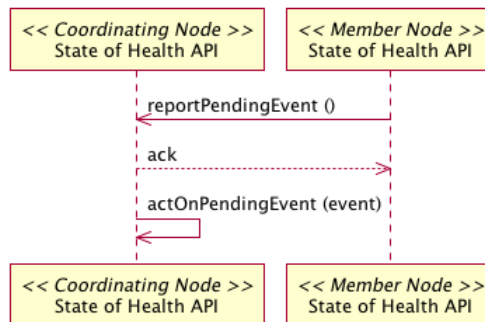 << Coordinating Node >>
State of Health API
<< Member Node >>
State of Health API
reportPendingEvent ()
ack
actOnPendingEvent (event)
<< Coordinating Node >>
State of Health API
<< Member Node >>
State of Health API